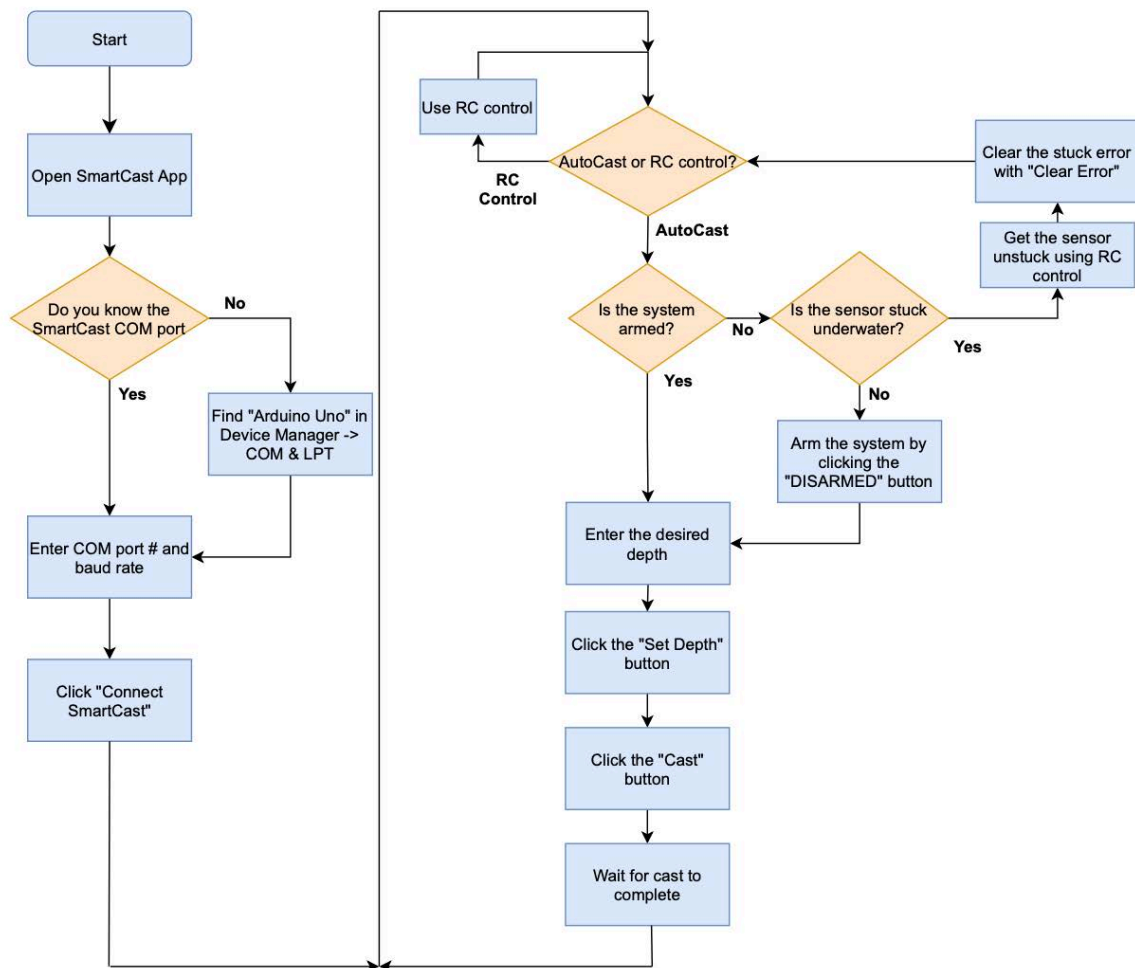 Start
Open SmartCast App
Do you know the
SmartCast COM port
No
Yes
Find "Arduino Uno" in
Device Manager ->
COM & LPT
Enter COM port # and
baud rate
Click "Connect
SmartCast"
Use RC control
AutoCast or RC control?
RC
Control
AutoCast
Is the system
armed?
No
Yes
Is the sensor stuck
underwater?
Yes
No
Get the sensor
unstuck using RC
control
Clear the stuck error
with "Clear Error"
Arm the system by
clicking the
"DISARMED" button
Enter the desired
depth
Click the "Set Depth"
button
Click the "Cast"
button
Wait for cast to
complete